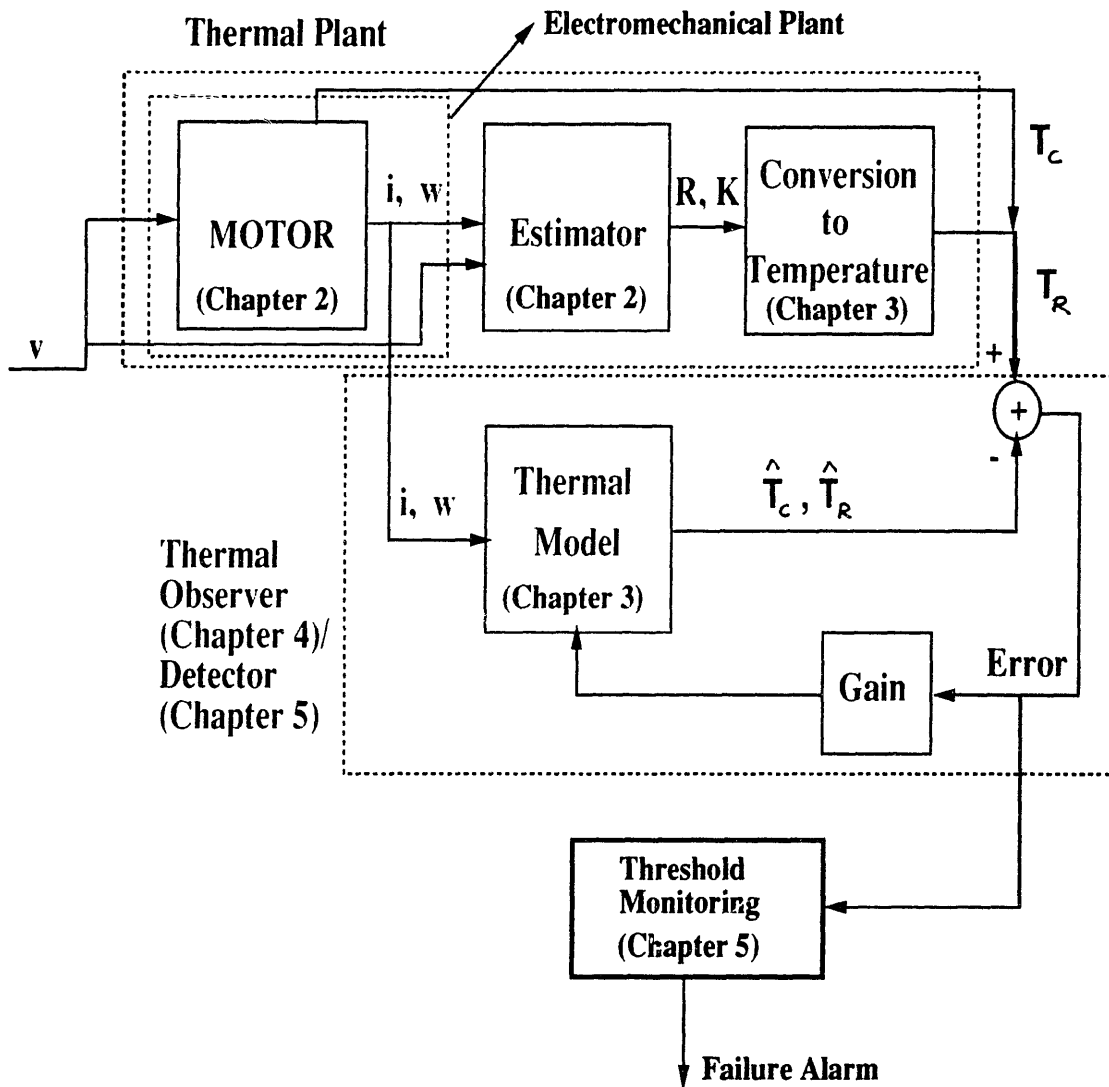 Thermal Plant
Electromechanical Plant
MOTOR
(Chapter 2)
i, w
Estimator
(Chapter 2)
R, K
Conversion
to
Temperature
(Chapter 3)
T_C
T_R
v
+
+
-
i, w
Thermal
Model
(Chapter 3)
T̂_C , T̂_R
Thermal
Observer
(Chapter 4)/
Detector
(Chapter 5)
Gain
Error
Threshold
Monitoring
(Chapter 5)
Failure Alarm